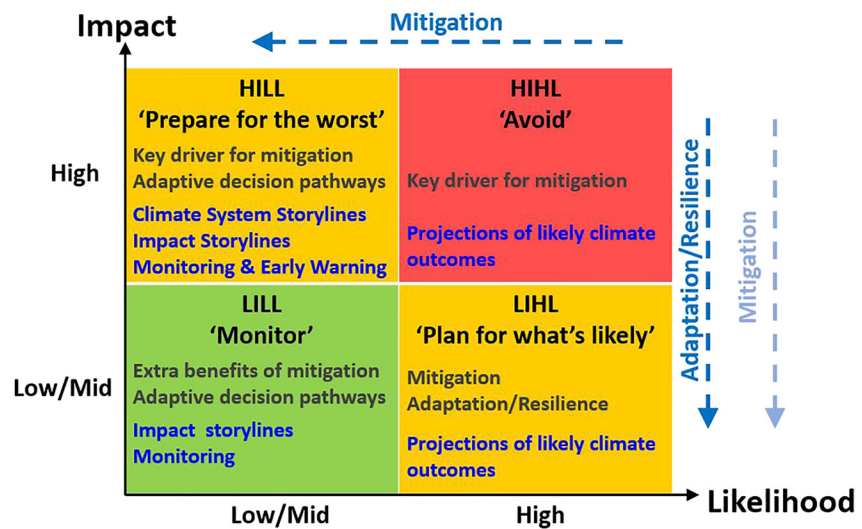 Impact
Mitigation
HILL
‘Prepare for the worst’
Key driver for mitigation
Adaptive decision pathways
Climate System Storylines
Impact Storylines
Monitoring & Early Warning
HIHL
‘Avoid’
Key driver for mitigation
Projections of likely climate
outcomes
High
LILL
‘Monitor’
Extra benefits of mitigation
Adaptive decision pathways
Impact storylines
Monitoring
LIHL
‘Plan for what’s likely’
Mitigation
Adaptation/Resilience
Projections of likely climate
outcomes
Low/Mid
Adaptation/Resilience
Mitigation
Low/Mid
High
Likelihood